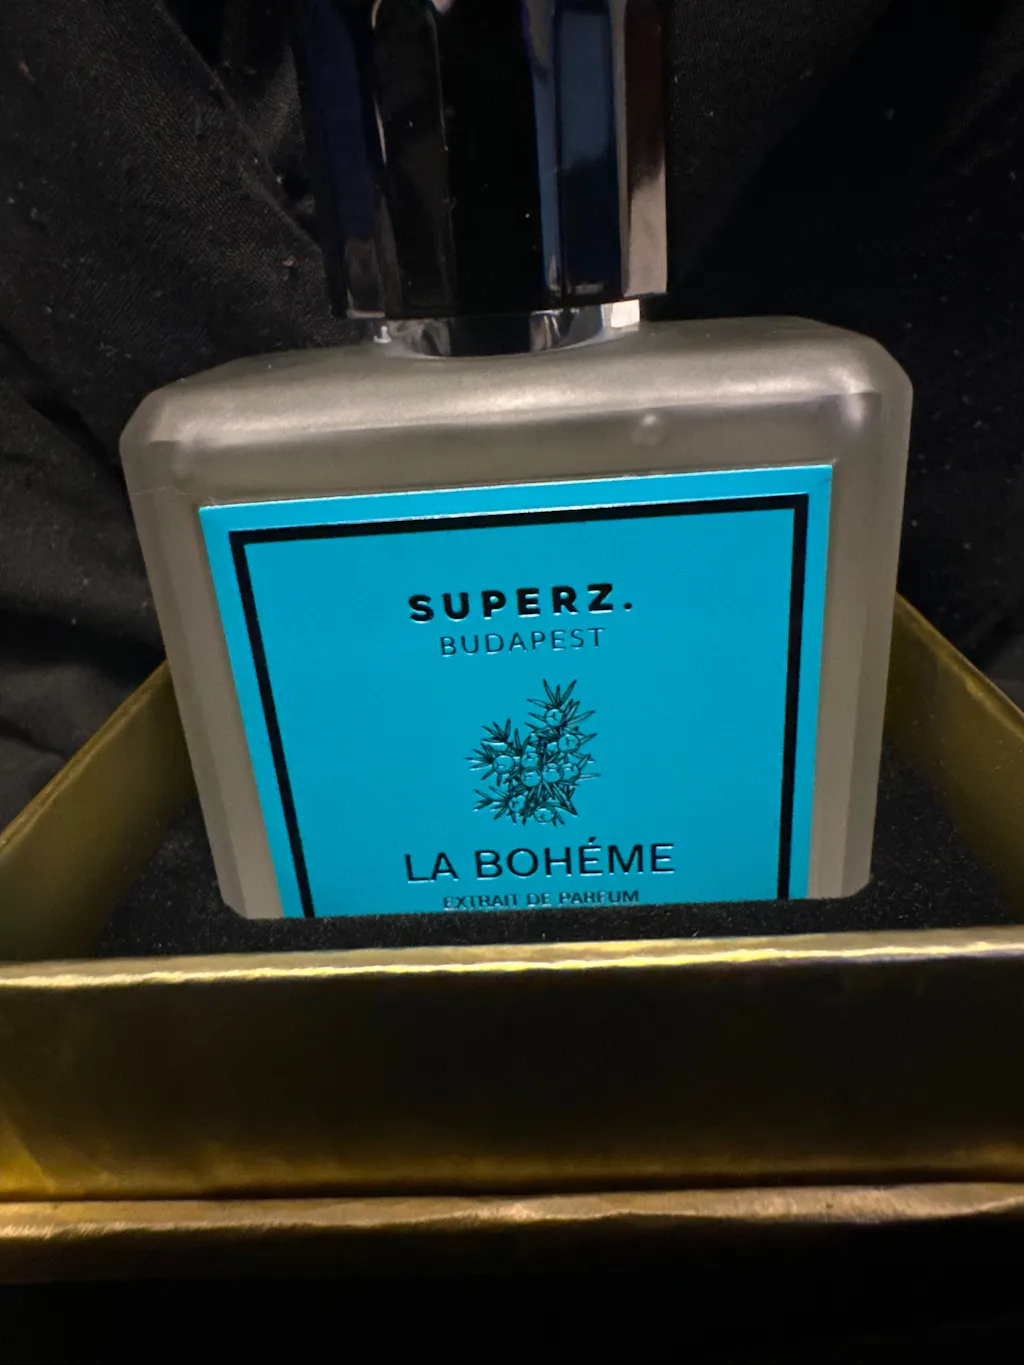 SUPERZ.
BUDAPEST
LA BOHÉME
EXTRAIT DE PARFUM